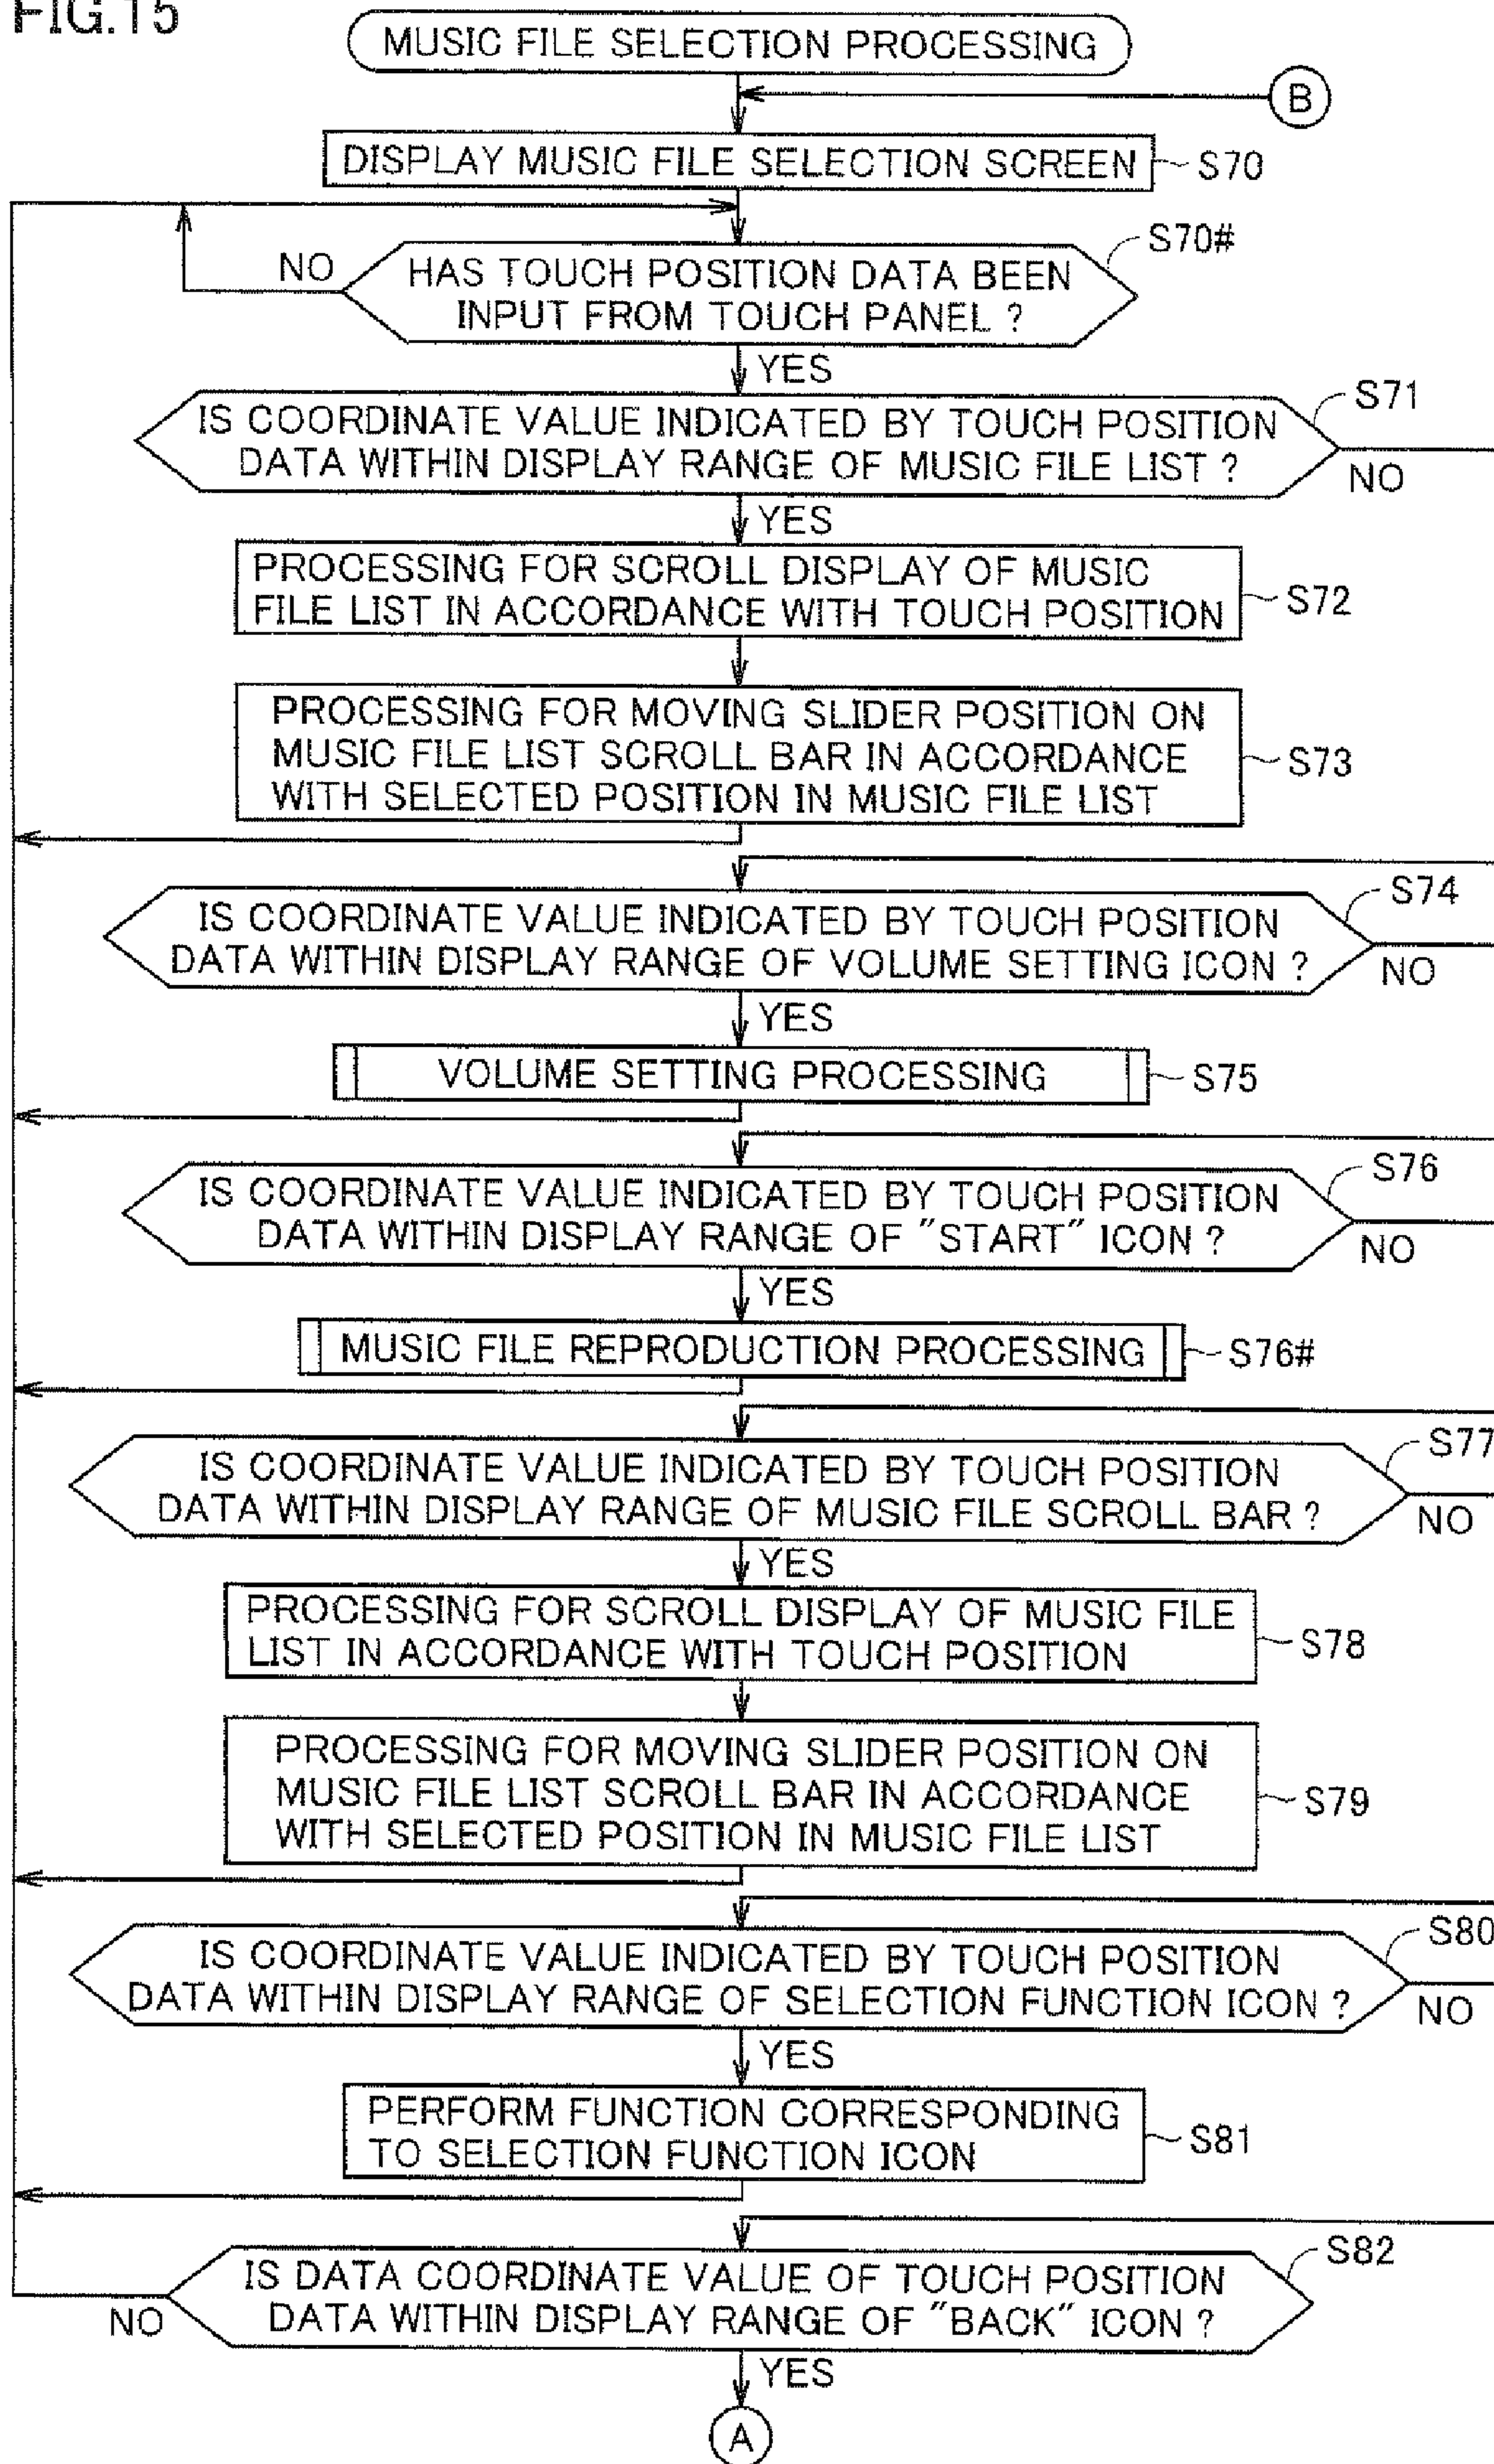 FIG.15
MUSIC FILE SELECTION PROCESSING
B
DISPLAY MUSIC FILE SELECTION SCREEN
S70
S70#
HAS TOUCH POSITION DATA BEEN
INPUT FROM TOUCH PANEL ?
NO
YES
S71
IS COORDINATE VALUE INDICATED BY TOUCH POSITION
DATA WITHIN DISPLAY RANGE OF MUSIC FILE LIST ?
NO
YES
PROCESSING FOR SCROLL DISPLAY OF MUSIC
FILE LIST IN ACCORDANCE WITH TOUCH POSITION
S72
PROCESSING FOR MOVING SLIDER POSITION ON
MUSIC FILE LIST SCROLL BAR IN ACCORDANCE
WITH SELECTED POSITION IN MUSIC FILE LIST
S73
S74
IS COORDINATE VALUE INDICATED BY TOUCH POSITION
DATA WITHIN DISPLAY RANGE OF VOLUME SETTING ICON ?
NO
YES
VOLUME SETTING PROCESSING
S75
S76
IS COORDINATE VALUE INDICATED BY TOUCH POSITION
DATA WITHIN DISPLAY RANGE OF "START" ICON ?
NO
YES
MUSIC FILE REPRODUCTION PROCESSING
S76#
S77
IS COORDINATE VALUE INDICATED BY TOUCH POSITION
DATA WITHIN DISPLAY RANGE OF MUSIC FILE SCROLL BAR ?
NO
YES
PROCESSING FOR SCROLL DISPLAY OF MUSIC FILE
LIST IN ACCORDANCE WITH TOUCH POSITION
S78
PROCESSING FOR MOVING SLIDER POSITION ON
MUSIC FILE LIST SCROLL BAR IN ACCORDANCE
WITH SELECTED POSITION IN MUSIC FILE LIST
S79
S80
IS COORDINATE VALUE INDICATED BY TOUCH POSITION
DATA WITHIN DISPLAY RANGE OF SELECTION FUNCTION ICON ?
NO
YES
PERFORM FUNCTION CORRESPONDING
TO SELECTION FUNCTION ICON
S81
S82
IS DATA COORDINATE VALUE OF TOUCH POSITION
DATA WITHIN DISPLAY RANGE OF "BACK" ICON ?
NO
YES
A